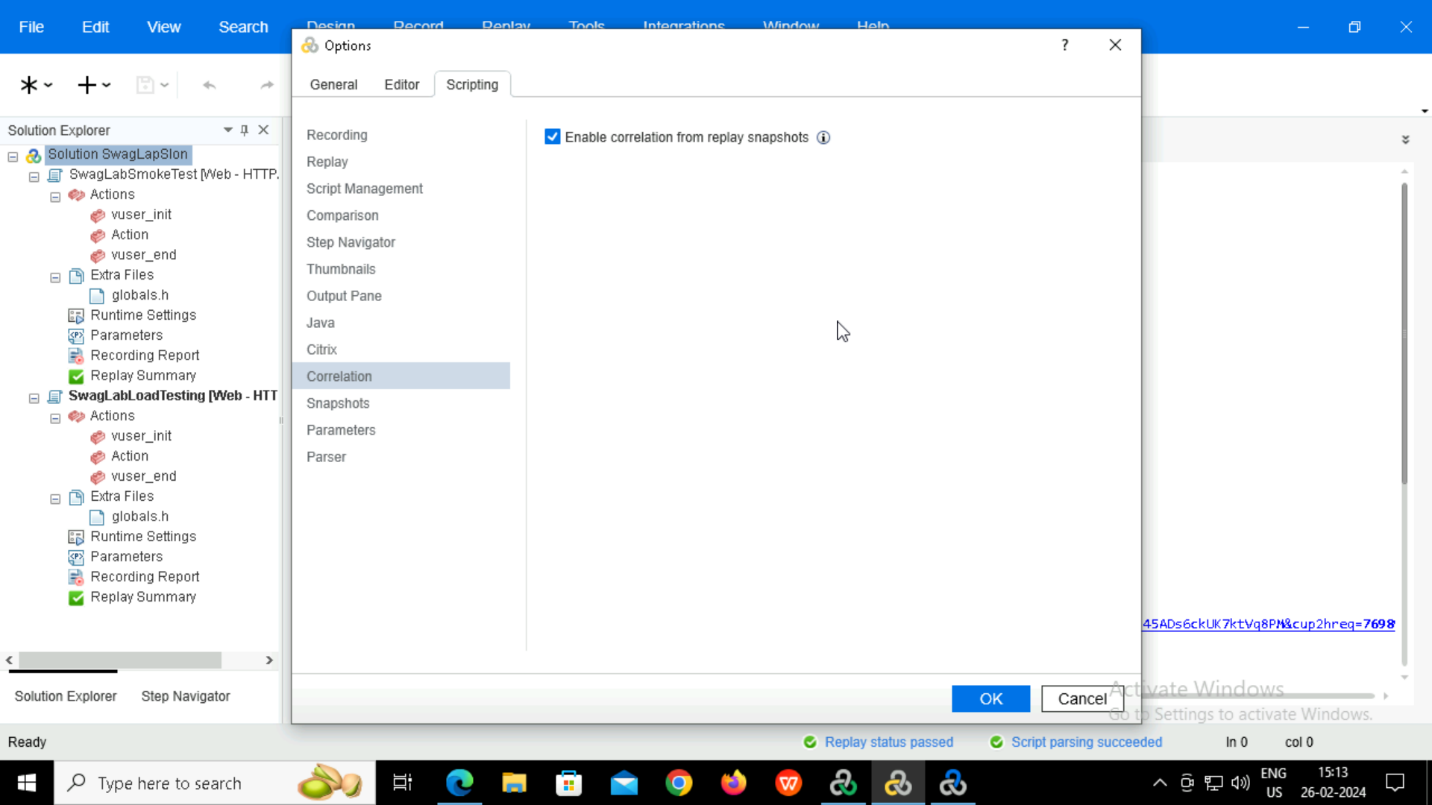 File Edit View Search Design Record Replay Tools Integrations Window Help
Options ?
General Editor Scripting
Solution Explorer
Solution SwagLapSlon
SwagLabSmokeTest [Web - HTTP.
Actions
vuser_init
Action
vuser_end
Extra Files
globals.h
Runtime Settings
Parameters
Recording Report
Replay Summary
SwagLabLoadTesting [Web - HTT
Actions
vuser_init
Action
vuser_end
Extra Files
globals.h
Runtime Settings
Parameters
Recording Report
Replay Summary
Solution Explorer Step Navigator
Recording
Replay
Script Management
Comparison
Step Navigator
Thumbnails
Output Pane
Java
Citrix
Correlation
Snapshots
Parameters
Parser
Enable correlation from replay snapshots
45ADs6ckUK7ktVq8PM&cup2hreq=7698
OK Cancel
Activate Windows
Go to Settings to activate Windows.
Ready Replay status passed Script parsing succeeded ln 0 col 0
Type here to search
ENG
US
15:13
26-02-2024